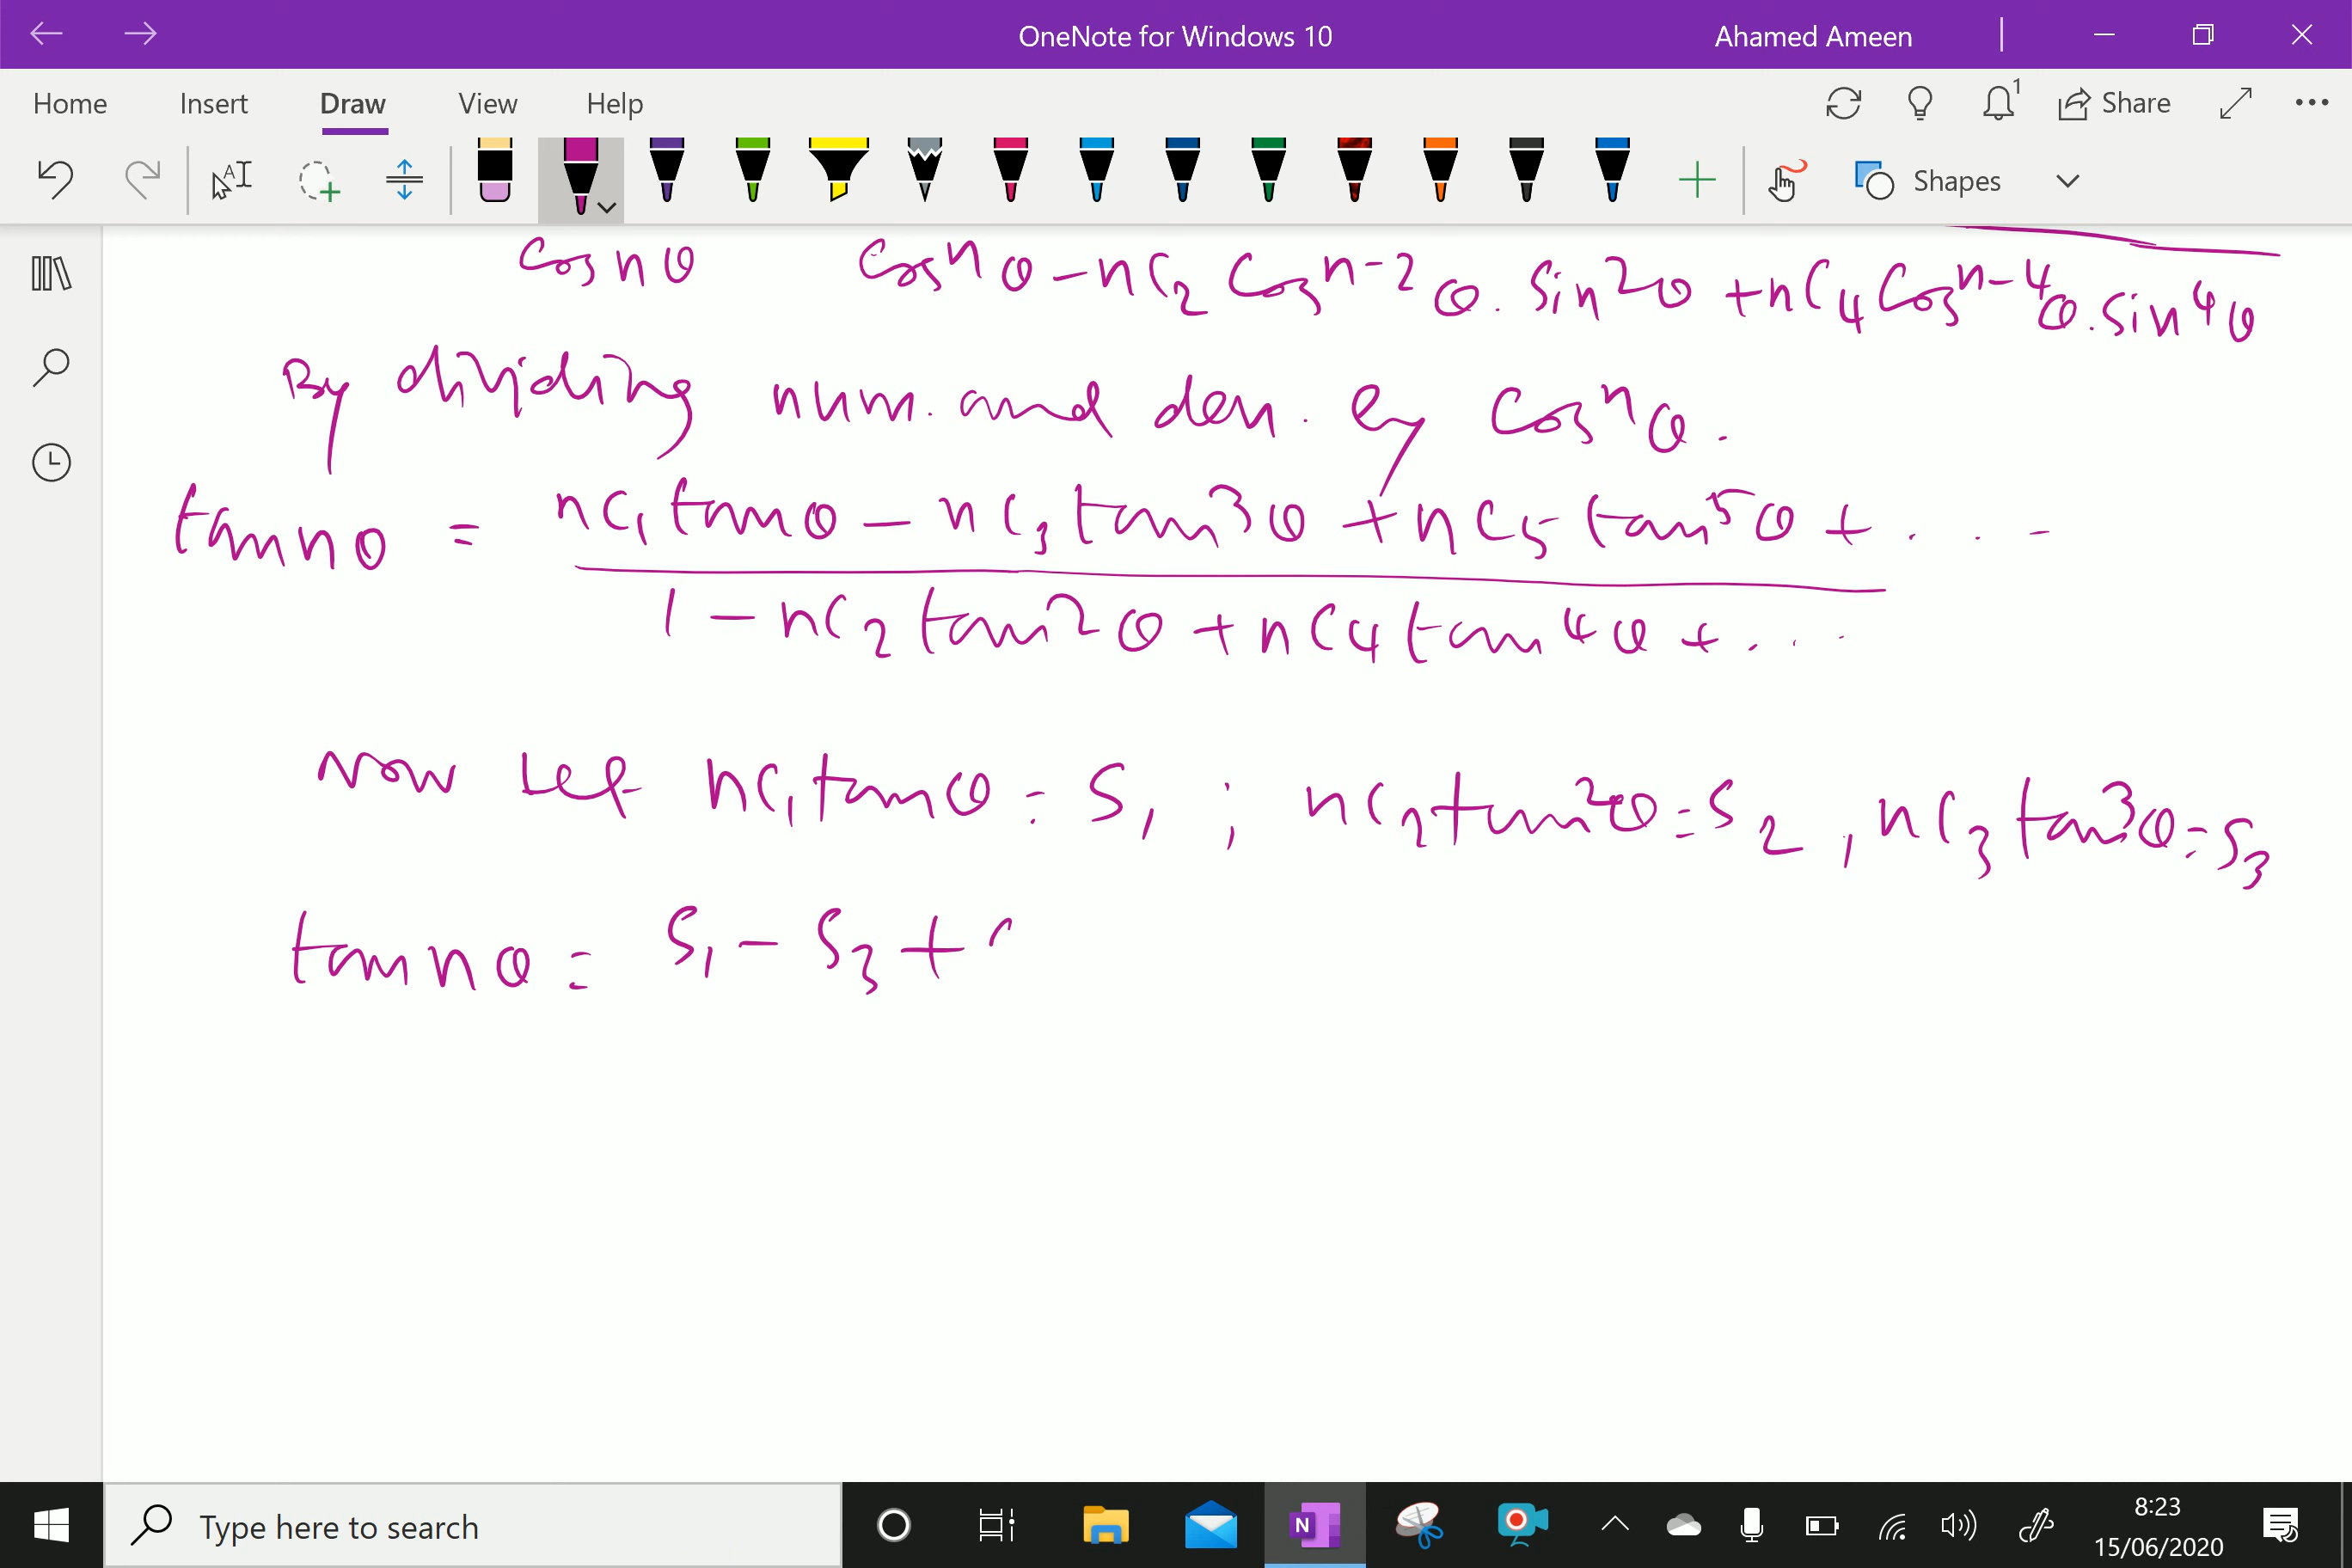 OneNote for Windows 10 Ahamed Ameen
Home Insert Draw View Help 1 Share
Shapes
cos nθ cosⁿθ – nC₂ cosⁿ⁻²θ . sin²θ + nC₄ cosⁿ⁻⁴θ . sin⁴θ
By dividing num. and den. by cosⁿθ .
tan nθ = nC₁ tanθ – nC₃ tan³θ + nC₅ tan⁵θ + . . .
1 – nC₂ tan²θ + nC₄ tan⁴θ + . . .
Now let nC₁ tanθ = S₁ ; nC₂ tan²θ = S₂ , nC₃ tan³θ = S₃
tan nθ = S₁ – S₃ +
Type here to search
8:23
15/06/2020